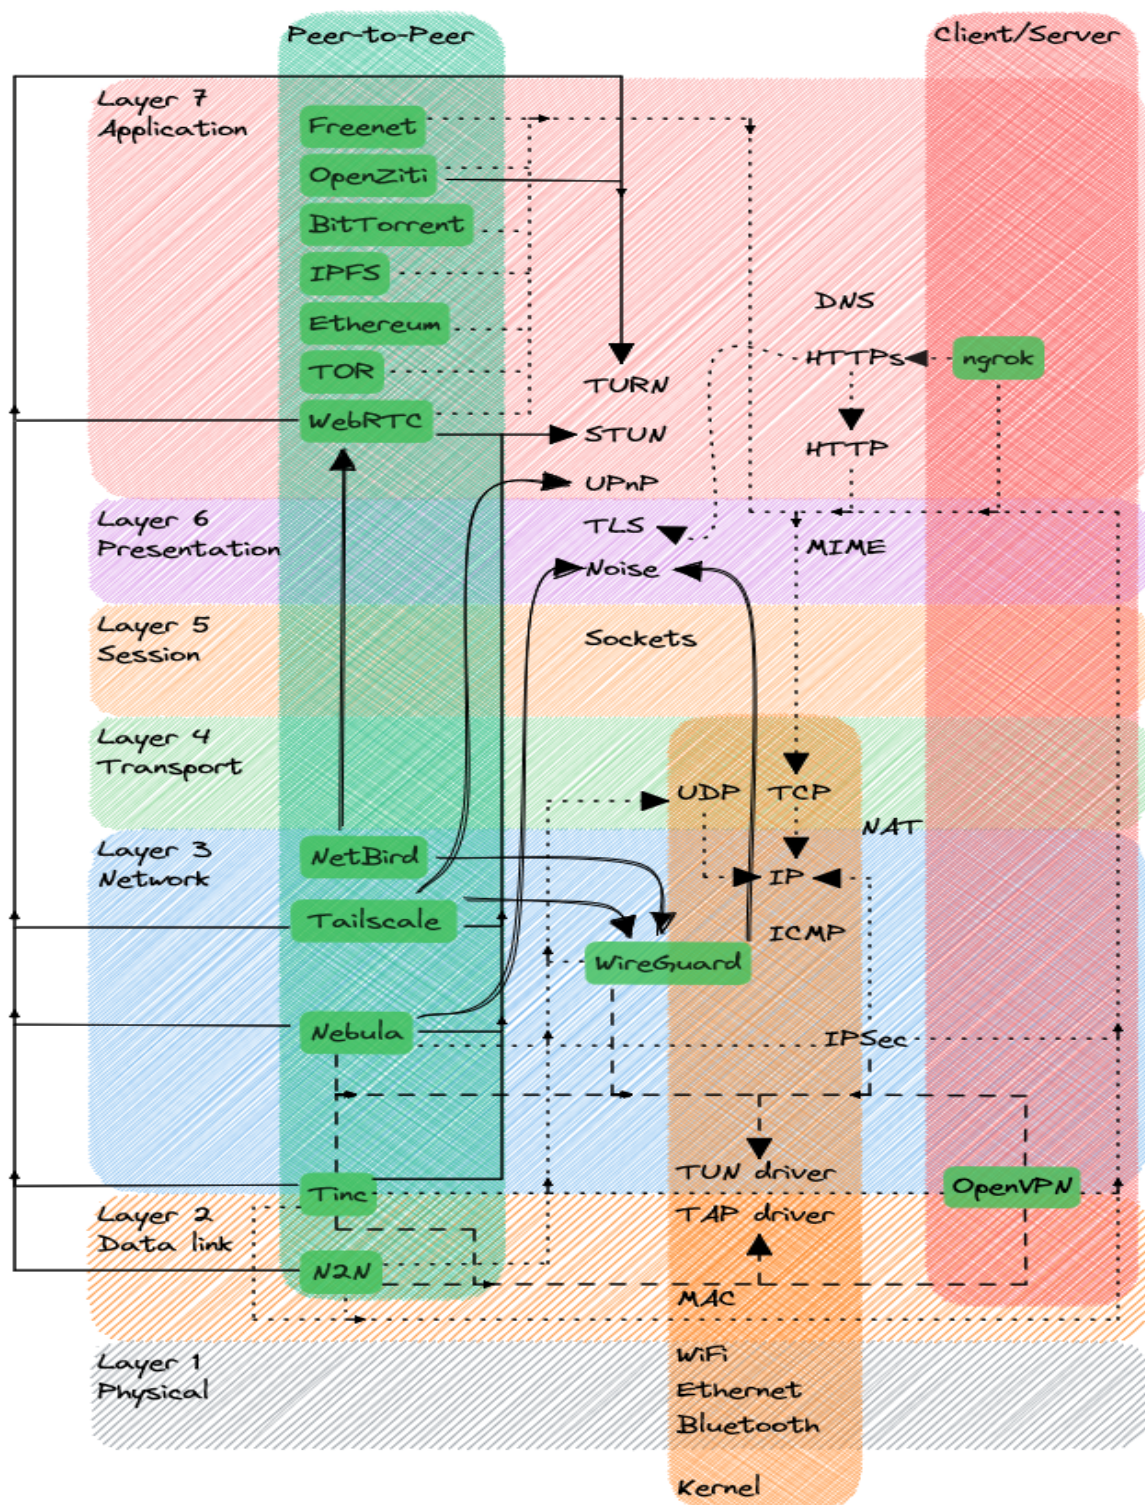 Peer-to-Peer
Client/Server
Layer 7
Application
Freenet
OpenZiti
BitTorrent
IPFS
Ethereum
TOR
WebRTC
DNS
HTTPs
ngrok
TURN
STUN
HTTP
UPnP
Layer 6
Presentation
TLS
MIME
Noise
Layer 5
Session
Sockets
Layer 4
Transport
UDP
TCP
NAT
Layer 3
Network
NetBird
IP
Tailscale
ICMP
WireGuard
Nebula
IPSec
TUN driver
Tinc
OpenVPN
Layer 2
Data link
TAP driver
N2N
MAC
Layer 1
Physical
WiFi
Ethernet
Bluetooth
Kernel